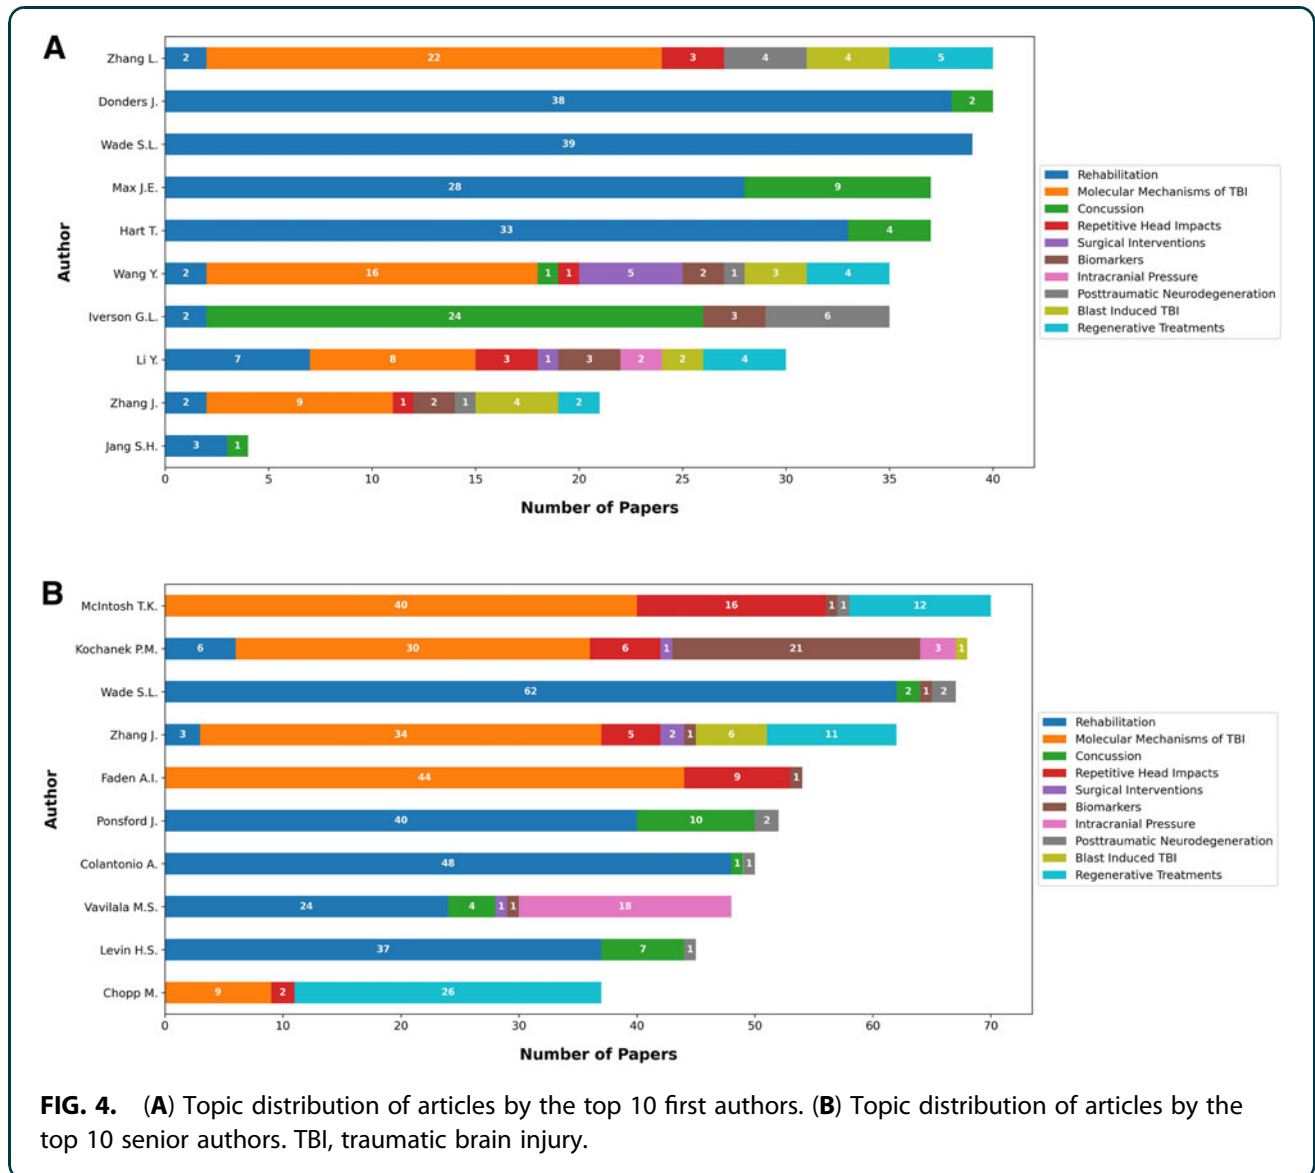 A
Zhang L. 2 22 3 4 4 5
Donders J. 38 2
Wade S.L. 39
Max J.E. 28 9
Hart T. 33 4
Wang Y. 2 16 1 1 5 2 1 3 4
Iverson G.L. 2 24 3 6
Li Y. 7 8 3 1 3 2 2 4
Zhang J. 2 9 1 2 1 4 2
Jang S.H. 3 1
Author
0 5 10 15 20 25 30 35 40
Number of Papers
Rehabilitation
Molecular Mechanisms of TBI
Concussion
Repetitive Head Impacts
Surgical Interventions
Biomarkers
Intracranial Pressure
Posttraumatic Neurodegeneration
Blast Induced TBI
Regenerative Treatments
B
McIntosh T.K. 40 16 1 1 12
Kochanek P.M. 6 30 6 1 21 3 1
Wade S.L. 62 2 1 2
Zhang J. 3 34 5 2 1 6 11
Faden A.I. 44 9 1
Ponsford J. 40 10 2
Colantonio A. 48 1 1
Vavilala M.S. 24 4 1 1 18
Levin H.S. 37 7 1
Chopp M. 9 2 26
Author
0 10 20 30 40 50 60 70
Number of Papers
Rehabilitation
Molecular Mechanisms of TBI
Concussion
Repetitive Head Impacts
Surgical Interventions
Biomarkers
Intracranial Pressure
Posttraumatic Neurodegeneration
Blast Induced TBI
Regenerative Treatments
FIG. 4. (A) Topic distribution of articles by the top 10 first authors. (B) Topic distribution of articles by the
top 10 senior authors. TBI, traumatic brain injury.